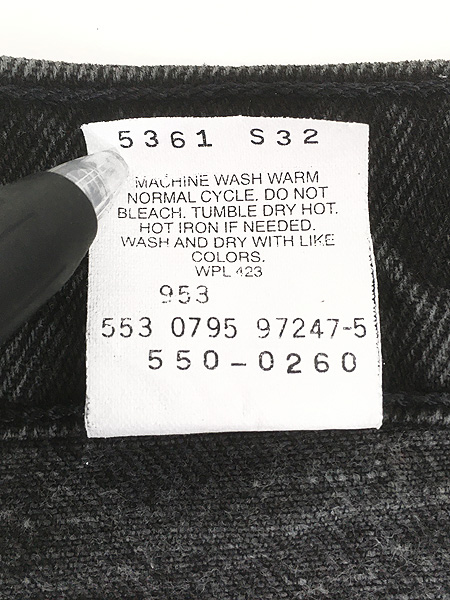 5361 S32
MACHINE WASH WARM
NORMAL CYCLE. DO NOT
BLEACH. TUMBLE DRY HOT.
HOT IRON IF NEEDED.
WASH AND DRY WITH LIKE
COLORS.
WPL 423
953
553 0795 97247-5
550-0260